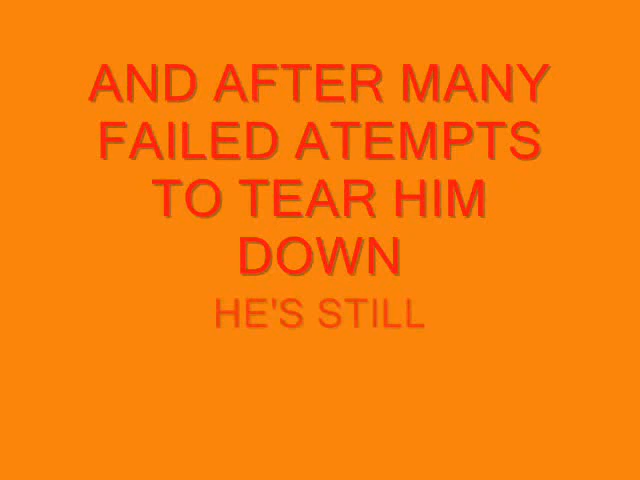 AND AFTER MANY
FAILED ATEMPTS
TO TEAR HIM
DOWN
HE'S STILL